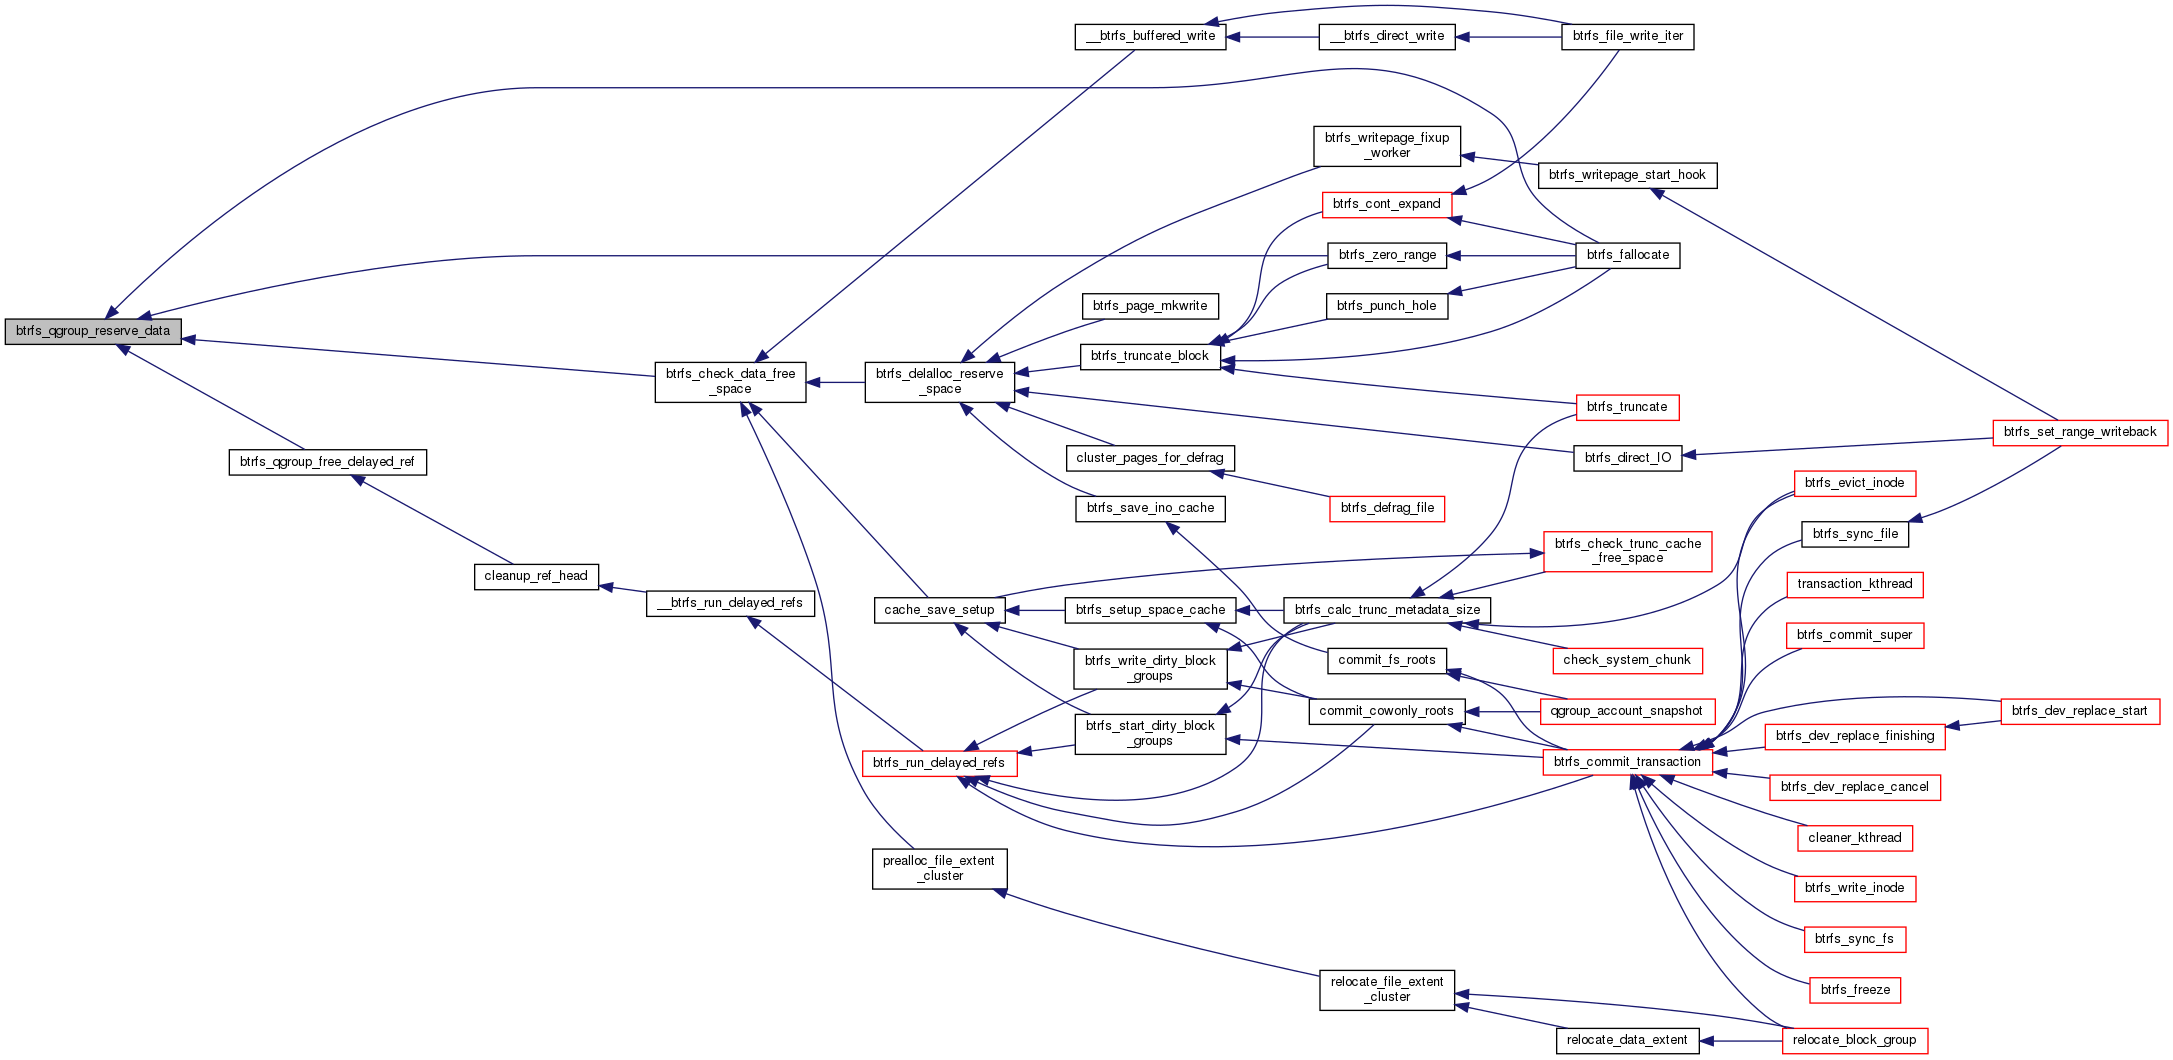 __btrfs_buffered_write
__btrfs_direct_write
btrfs_file_write_iter
btrfs_writepage_fixup
_worker
btrfs_writepage_start_hook
btrfs_cont_expand
btrfs_zero_range
btrfs_fallocate
btrfs_page_mkwrite
btrfs_punch_hole
btrfs_qgroup_reserve_data
btrfs_truncate_block
btrfs_check_data_free
_space
btrfs_delalloc_reserve
_space
btrfs_truncate
btrfs_set_range_writeback
btrfs_qgroup_free_delayed_ref
cluster_pages_for_defrag
btrfs_direct_IO
btrfs_evict_inode
btrfs_save_ino_cache
btrfs_defrag_file
btrfs_sync_file
btrfs_check_trunc_cache
_free_space
cleanup_ref_head
transaction_kthread
__btrfs_run_delayed_refs
cache_save_setup
btrfs_setup_space_cache
btrfs_calc_trunc_metadata_size
btrfs_commit_super
btrfs_write_dirty_block
_groups
commit_fs_roots
check_system_chunk
commit_cowonly_roots
qgroup_account_snapshot
btrfs_dev_replace_start
btrfs_start_dirty_block
_groups
btrfs_dev_replace_finishing
btrfs_run_delayed_refs
btrfs_commit_transaction
btrfs_dev_replace_cancel
cleaner_kthread
prealloc_file_extent
_cluster
btrfs_write_inode
btrfs_sync_fs
relocate_file_extent
_cluster
btrfs_freeze
relocate_data_extent
relocate_block_group